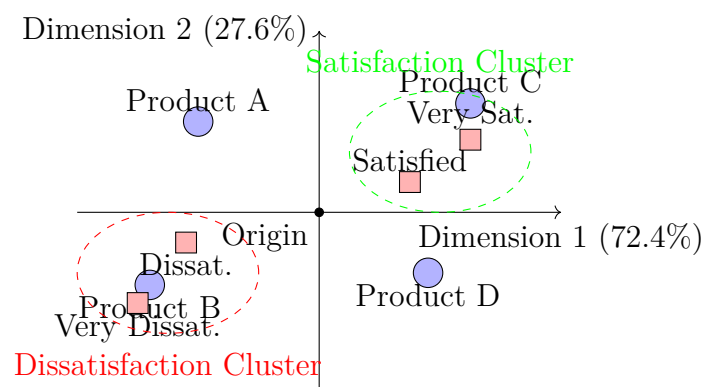 Dimension 2 (27.6%)
Satisfaction Cluster
Product C
Product A
Very Sat.
Satisfied
Origin
Dimension 1 (72.4%)
Dissat.
Product D
Product B
Very Dissat.
Dissatisfaction Cluster